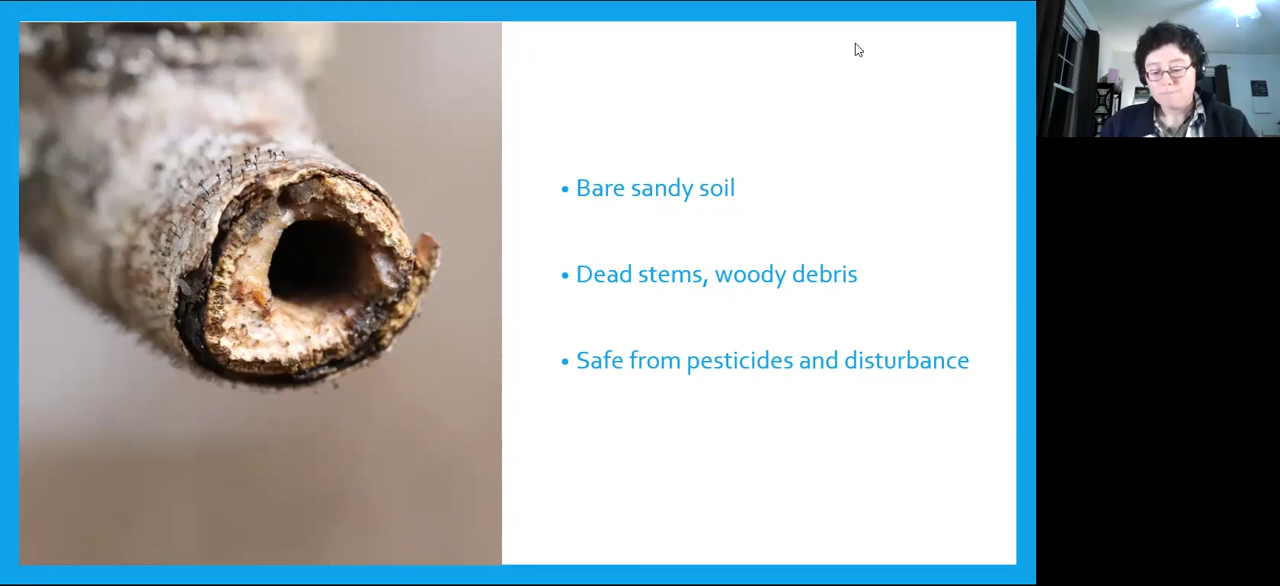 • Bare sandy soil
• Dead stems, woody debris
• Safe from pesticides and disturbance